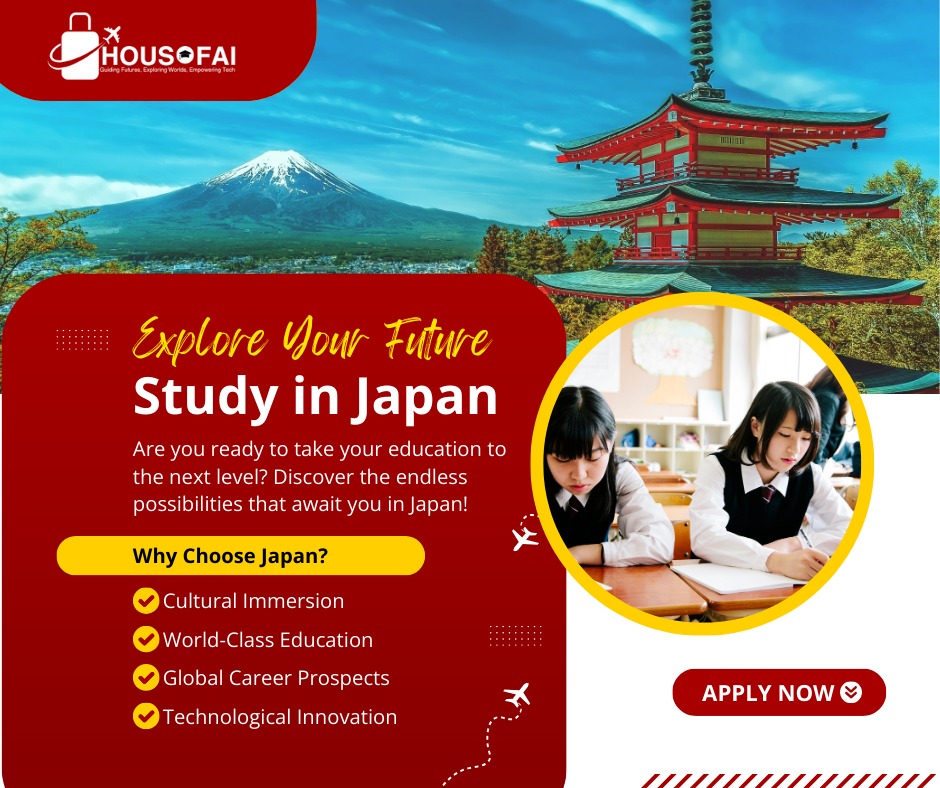 HOUSOFAI
Guiding Futures, Exploring Worlds, Empowering Tech
Explore Your Future
Study in Japan
Are you ready to take your education to
the next level? Discover the endless
possibilities that await you in Japan!
Why Choose Japan?
Cultural Immersion
World-Class Education
Global Career Prospects
Technological Innovation
APPLY NOW